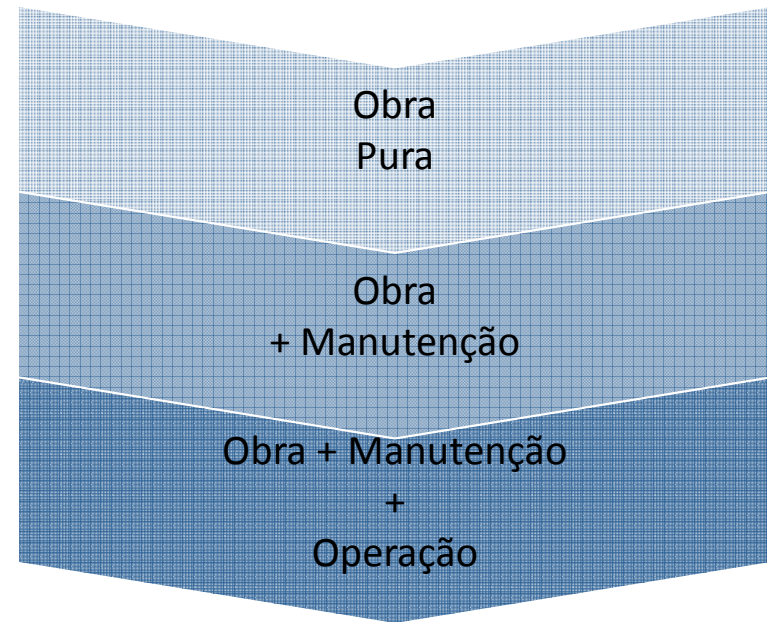 Obra
Pura
Obra
+ Manutenção
Obra + Manutenção
+
Operação